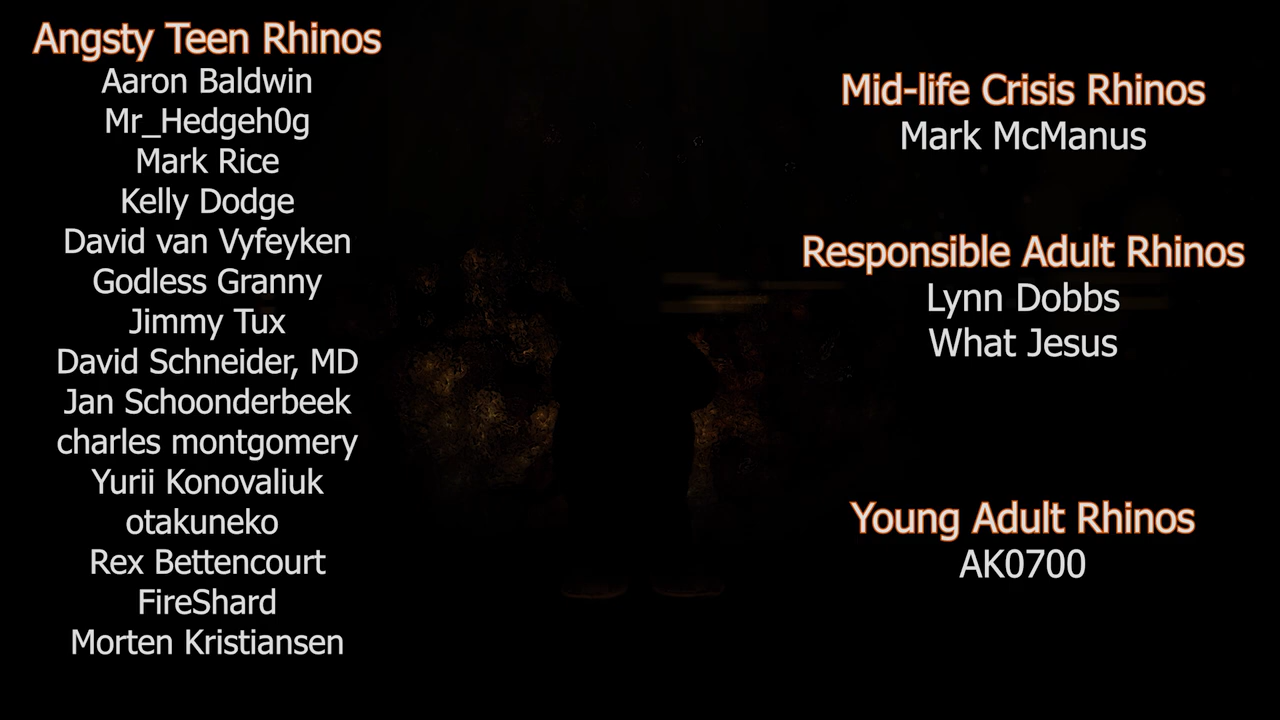 Angsty Teen Rhinos
Aaron Baldwin
Mr_Hedgeh0g
Mark Rice
Kelly Dodge
David van Vyfeyken
Godless Granny
Jimmy Tux
David Schneider, MD
Jan Schoonderbeek
charles montgomery
Yurii Konovaliuk
otakuneko
Rex Bettencourt
FireShard
Morten Kristiansen
Mid-life Crisis Rhinos
Mark McManus
Responsible Adult Rhinos
Lynn Dobbs
What Jesus
Young Adult Rhinos
AK0700